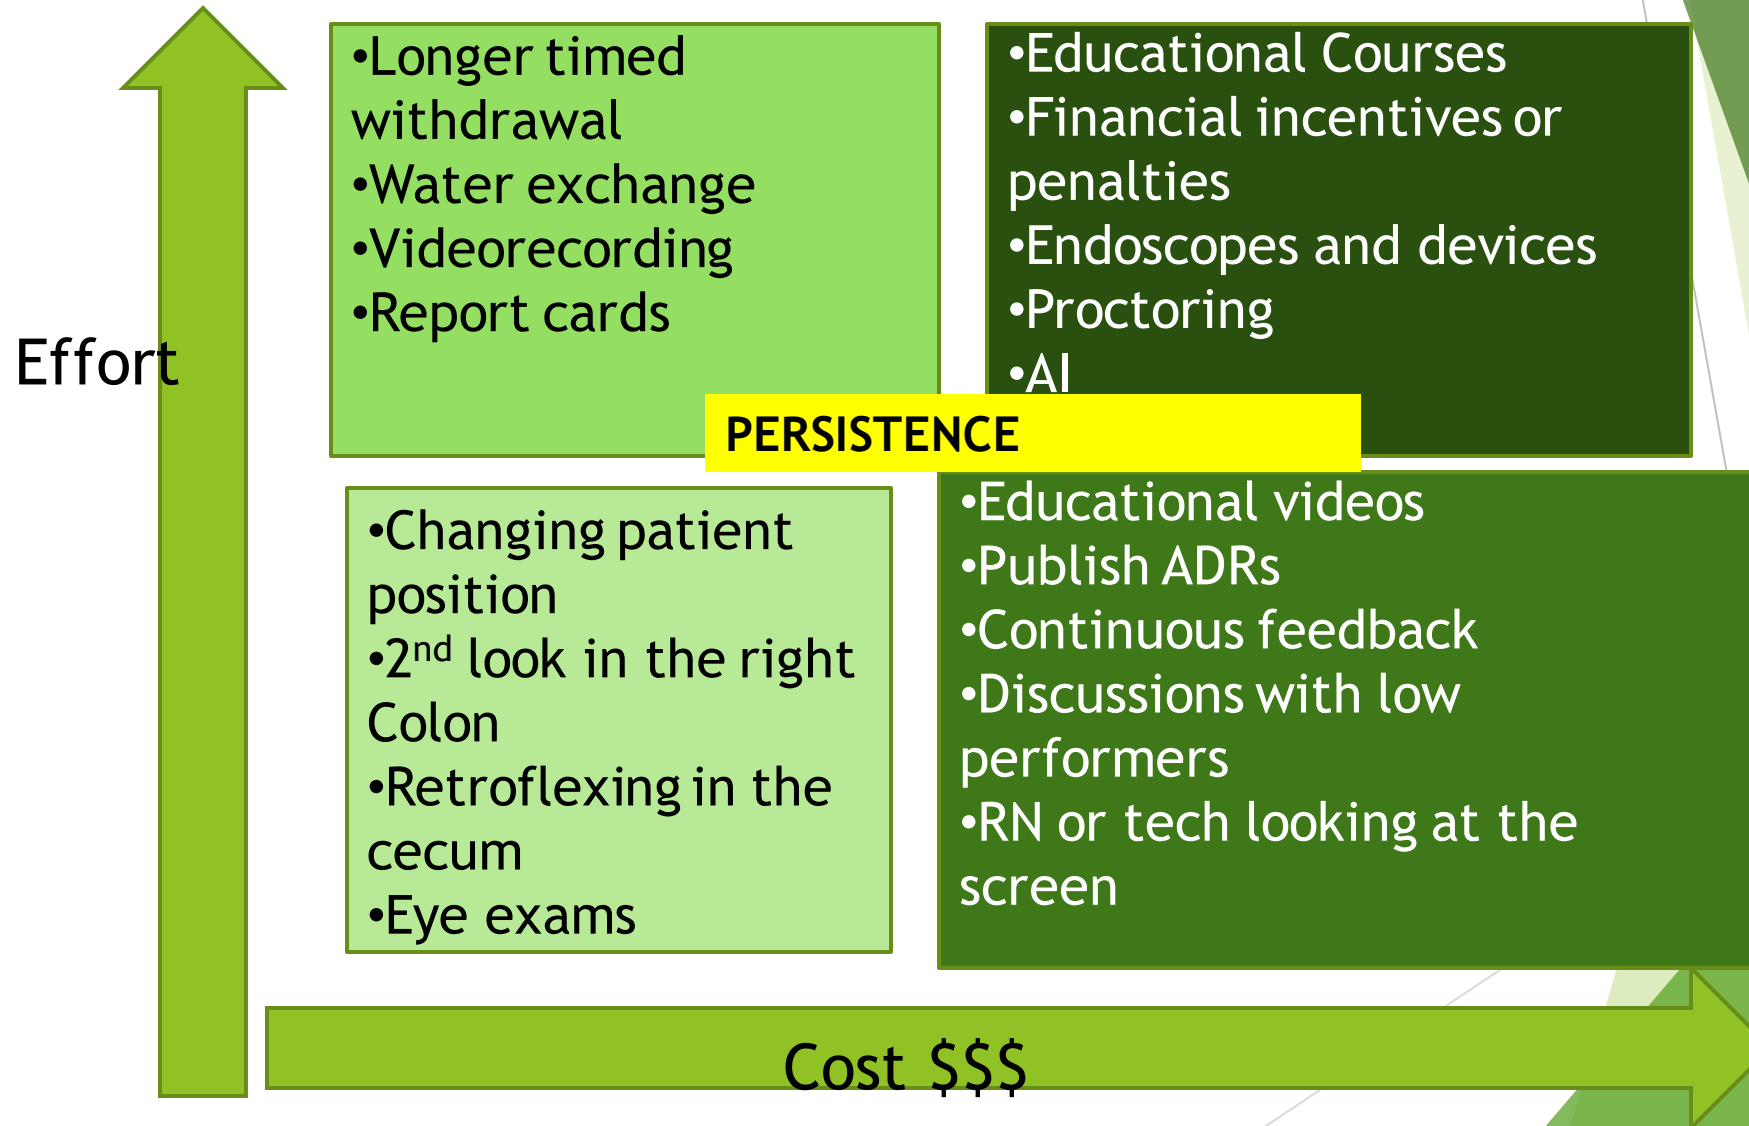 •Longer timed
withdrawal
•Water exchange
•Videorecording
•Report cards
•Educational Courses
•Financial incentives or
penalties
•Endoscopes and devices
•Proctoring
•AI
Effort
PERSISTENCE
•Changing patient
position
•2nd look in the right
Colon
•Retroflexing in the
cecum
•Eye exams
•Educational videos
•Publish ADRs
•Continuous feedback
•Discussions with low
performers
•RN or tech looking at the
screen
Cost $$$